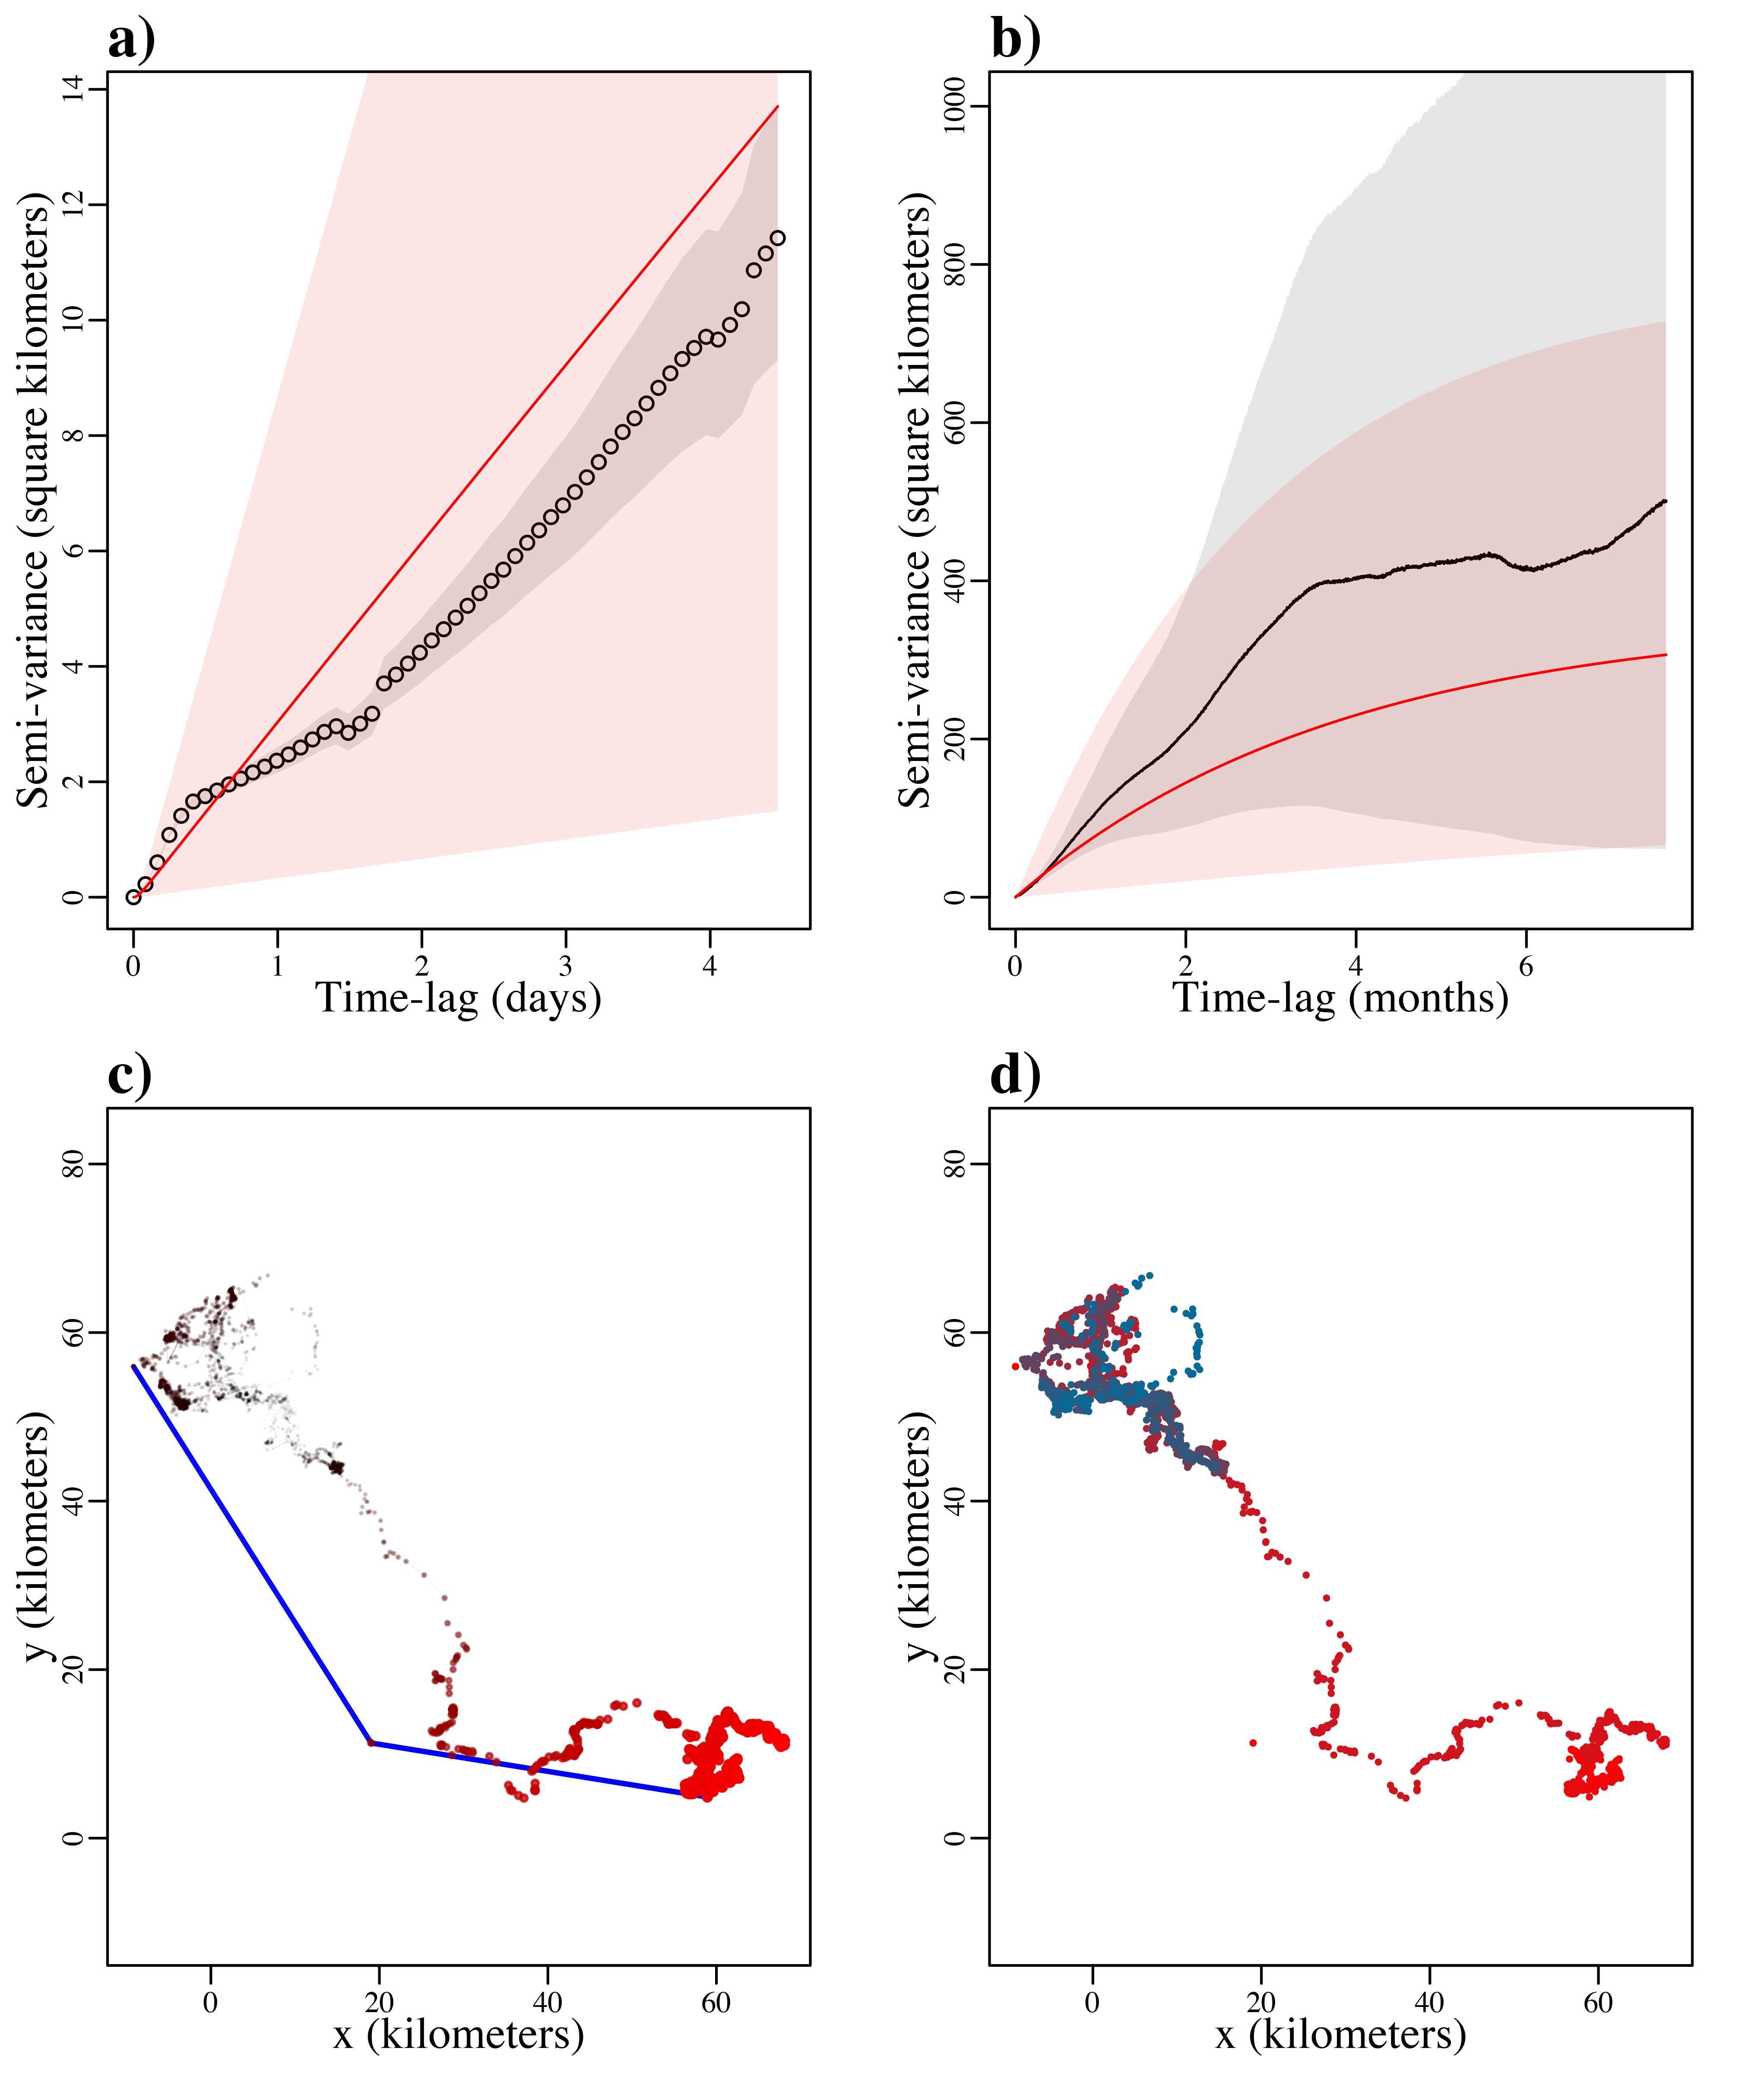 a)
Semi-variance (square kilometers)
14
12
10
8
6
4
2
0
0 1 2 3 4
Time-lag (days)
b)
Semi-variance (square kilometers)
1000
800
600
400
200
0
0 2 4 6
Time-lag (months)
c)
y (kilometers)
80
60
40
20
0
0 20 40 60
x (kilometers)
d)
y (kilometers)
80
60
40
20
0
0 20 40 60
x (kilometers)